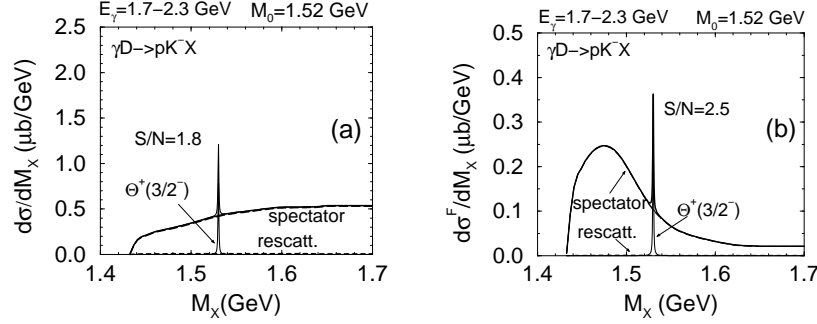 E_γ=1.7−2.3 GeV M_0=1.52 GeV
γD−>pK⁻X
(a)
S/N=1.8
Θ⁺(3/2⁻)
spectator
rescatt.
2.5
2.0
1.5
1.0
0.5
0.0
1.4 1.5 1.6 1.7
M_X(GeV)
dσ/dM_X (μb/GeV)
E_γ=1.7−2.3 GeV M_0=1.52 GeV
γD−>pK⁻X
S/N=2.5
(b)
spectator
Θ⁺(3/2⁻)
rescatt.
0.5
0.4
0.3
0.2
0.1
0.0
1.4 1.5 1.6 1.7
M_X (GeV)
dσ^F/dM_X (μb/GeV)